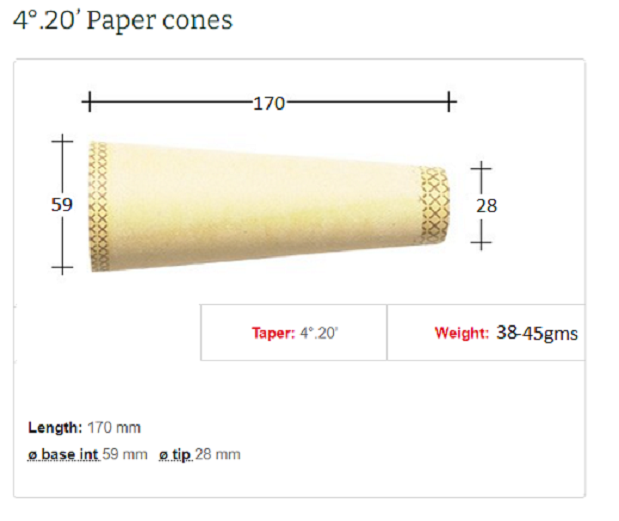 4°.20' Paper cones
170
59
28
Taper: 4°.20'
Weight: 38-45gms
Length: 170 mm
ø base int 59 mm ø tip 28 mm